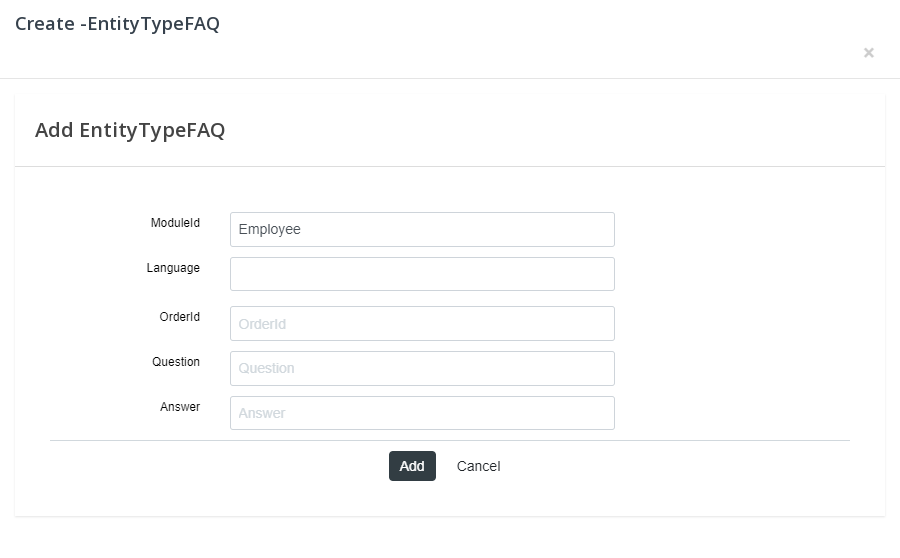 Create -EntityTypeFAQ
×
Add EntityTypeFAQ
ModuleId
Employee
Language
OrderId
OrderId
Question
Question
Answer
Answer
Add Cancel